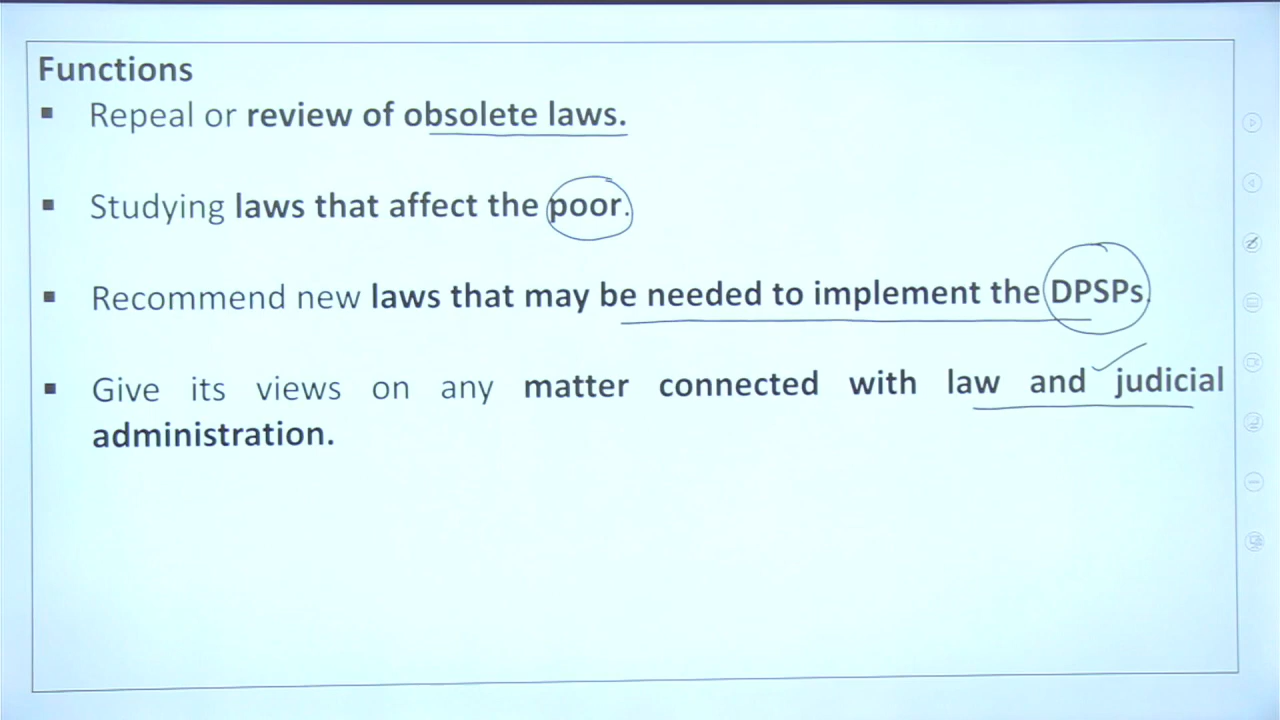 Functions
▪ Repeal or review of obsolete laws.
▪ Studying laws that affect the poor.
▪ Recommend new laws that may be needed to implement the DPSPs.
▪ Give its views on any matter connected with law and judicial
administration.